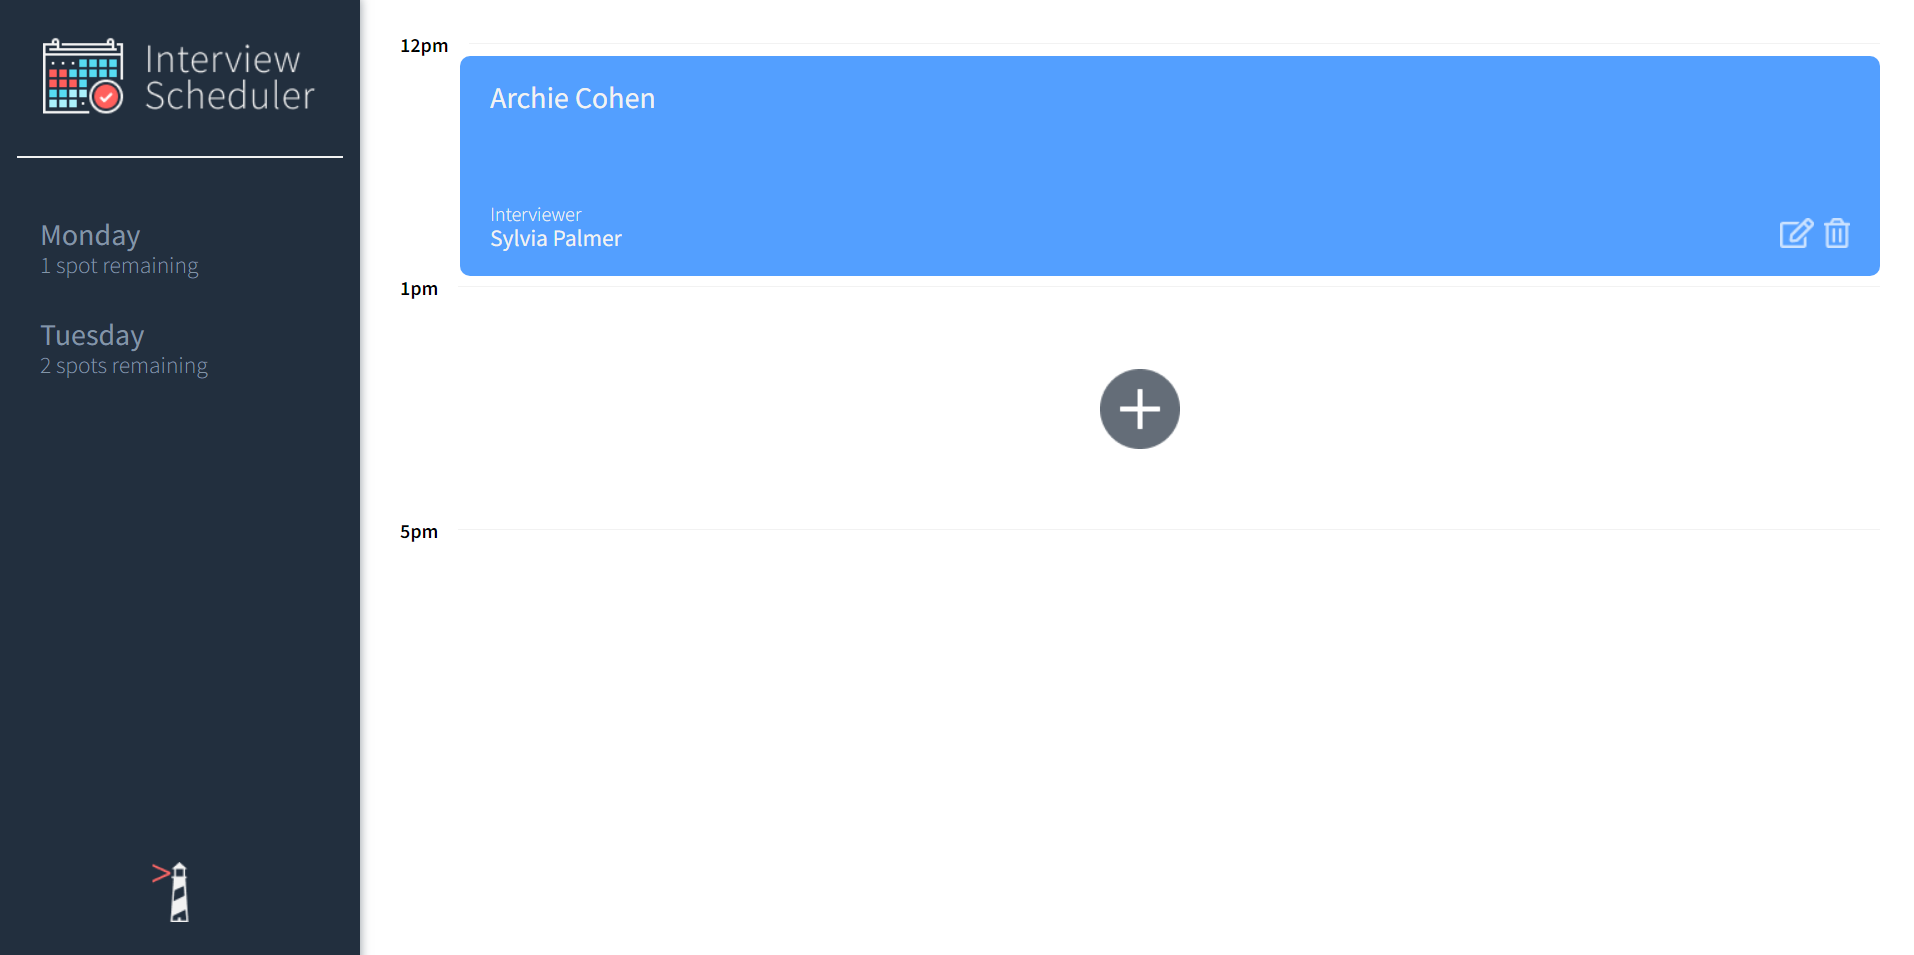 Interview
Scheduler
Monday
1 spot remaining
Tuesday
2 spots remaining
12pm
Archie Cohen
Interviewer
Sylvia Palmer
1pm
5pm